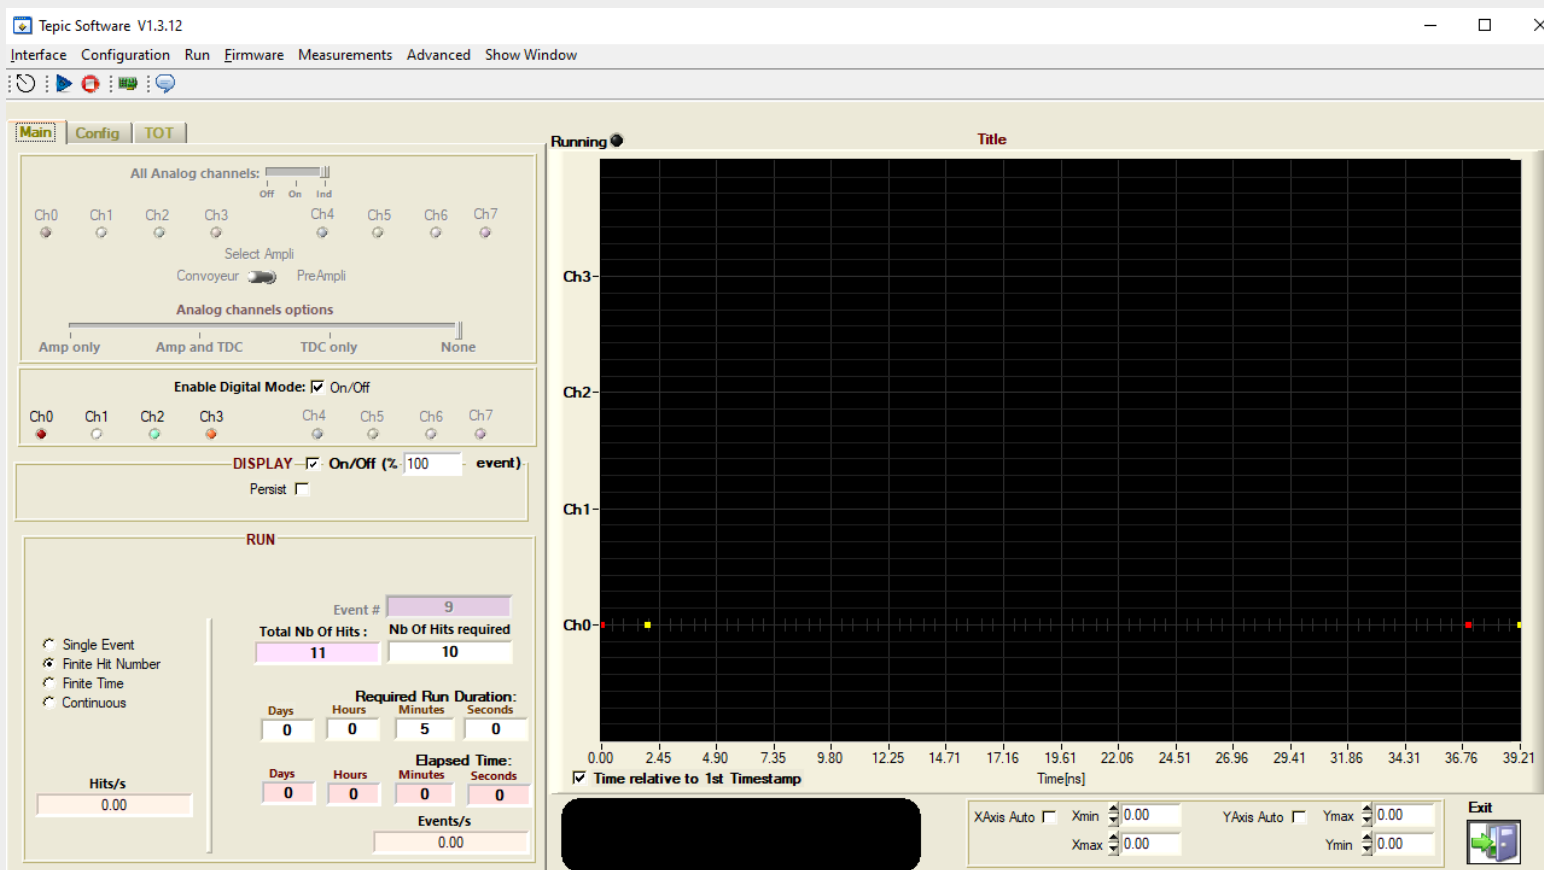 Tepic Software V1.3.12
Interface Configuration Run Firmware Measurements Advanced Show Window
Main Config TOT
All Analog channels:
Off On Ind
Ch0 Ch1 Ch2 Ch3 Ch4 Ch5 Ch6 Ch7
Select Ampli
Convoyeur PreAmpli
Analog channels options
Amp only Amp and TDC TDC only None
Enable Digital Mode: On/Off
Ch0 Ch1 Ch2 Ch3 Ch4 Ch5 Ch6 Ch7
DISPLAY On/Off (% 100 event)
Persist
RUN
Event # 9
Total Nb Of Hits : Nb Of Hits required
11 10
Single Event
Finite Hit Number
Finite Time
Continuous
Required Run Duration:
Days Hours Minutes Seconds
0 0 5 0
Elapsed Time:
Days Hours Minutes Seconds
0 0 0 0
Hits/s
0.00
Events/s
0.00
Running
Title
Ch3
Ch2
Ch1
Ch0
0.00 2.45 4.90 7.35 9.80 12.25 14.71 17.16 19.61 22.06 24.51 26.96 29.41 31.86 34.31 36.76 39.21
Time relative to 1st Timestamp
Time[ns]
XAxis Auto Xmin 0.00 YAxis Auto Ymax 0.00
Xmax 0.00 Ymin 0.00
Exit